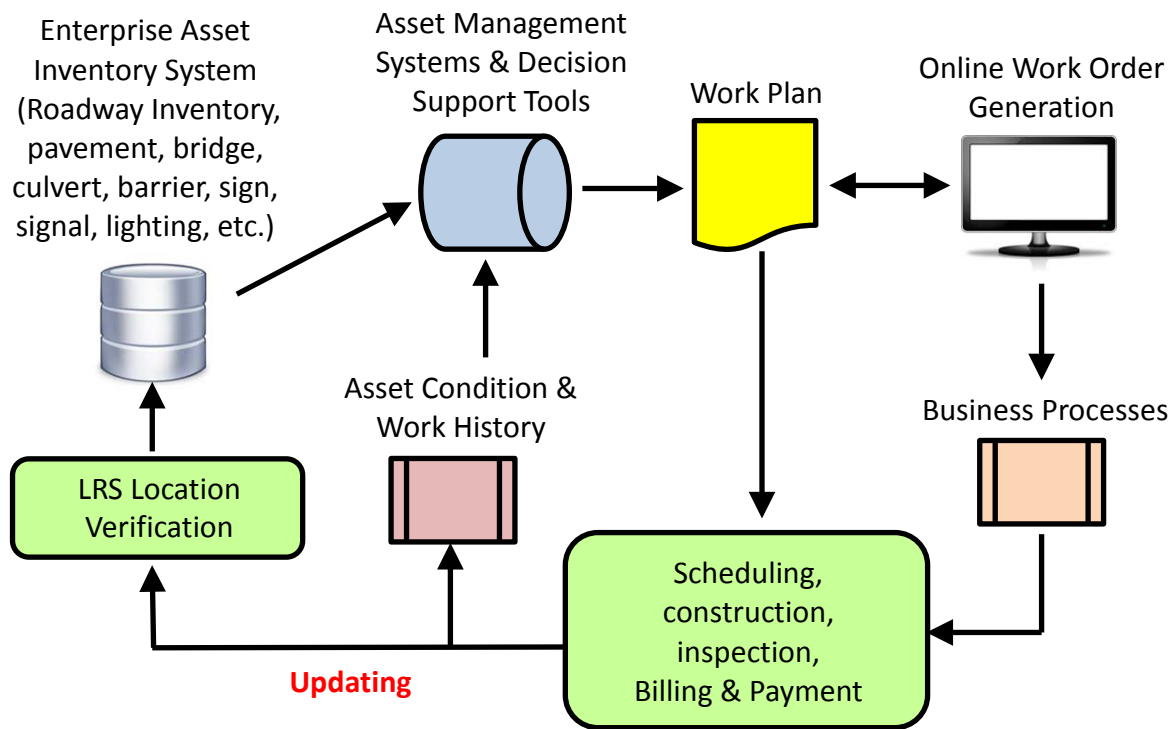 Enterprise Asset
Inventory System
(Roadway Inventory,
pavement, bridge,
culvert, barrier, sign,
signal, lighting, etc.)
Asset Management
Systems & Decision
Support Tools
Work Plan
Online Work Order
Generation
Asset Condition &
Work History
Business Processes
LRS Location
Verification
Scheduling,
construction,
inspection,
Billing & Payment
Updating